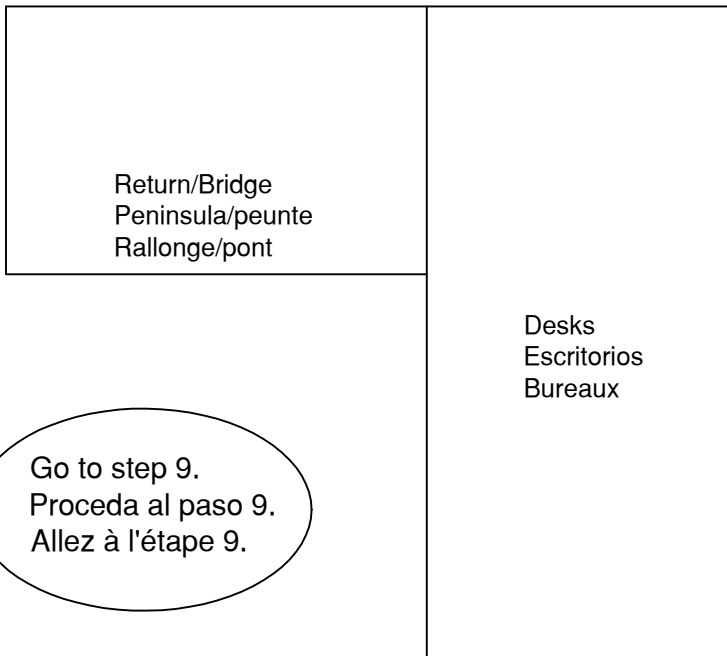 Return/Bridge
Peninsula/peunte
Rallonge/pont
Desks
Escritorios
Bureaux
Go to step 9.
Proceda al paso 9.
Allez à l'étape 9.